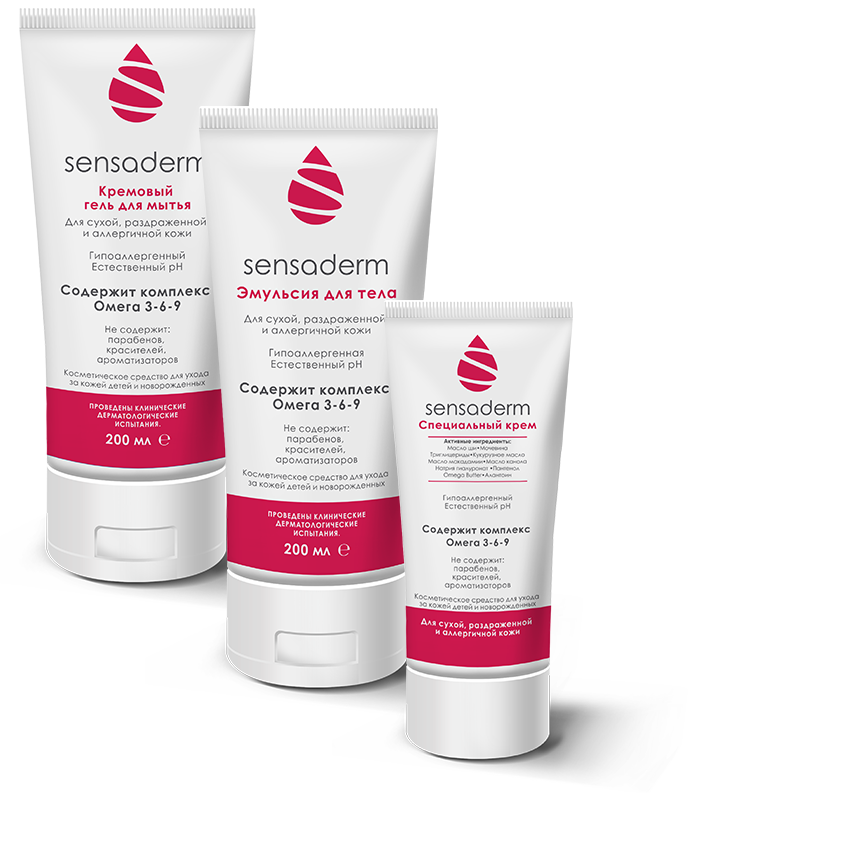 sensaderm
Кремовый
гель для мытья
Для сухой, раздраженной
и аллергичной кожи
Гипоаллергенный
Естественный pH
Содержит комплекс
Омега 3-6-9
Не содержит:
парабенов,
красителей,
ароматизаторов
Косметическое средство для ухода
за кожей детей и новорожденных
ПРОВЕДЕНЫ КЛИНИЧЕСКИЕ
ДЕРМАТОЛОГИЧЕСКИЕ
ИСПЫТАНИЯ.
200 МЛ ℮
sensaderm
Эмульсия для тела
Для сухой, раздраженной
и аллергичной кожи
Гипоаллергенная
Естественный pH
Содержит комплекс
Омега 3-6-9
Не содержит:
парабенов,
красителей,
ароматизаторов
Косметическое средство для ухода
за кожей детей и новорожденных
ПРОВЕДЕНЫ КЛИНИЧЕСКИЕ
ДЕРМАТОЛОГИЧЕСКИЕ
ИСПЫТАНИЯ.
200 МЛ ℮
sensaderm
Специальный крем
Активные ингредиенты:
Масло ши•Мочевина
Триглицериды•Кукурузное масло
Масло макадамии•Масло канола
Натрия гиалуронат •Пантенол
Omega Butter•Алантоин
Гипоаллергенный
Естественный pH
Содержит комплекс
Омега 3-6-9
Не содержит:
парабенов,
красителей,
ароматизаторов
Косметическое средство для ухода
за кожей детей и новорожденных
Для сухой, раздраженной
и аллергичной кожи